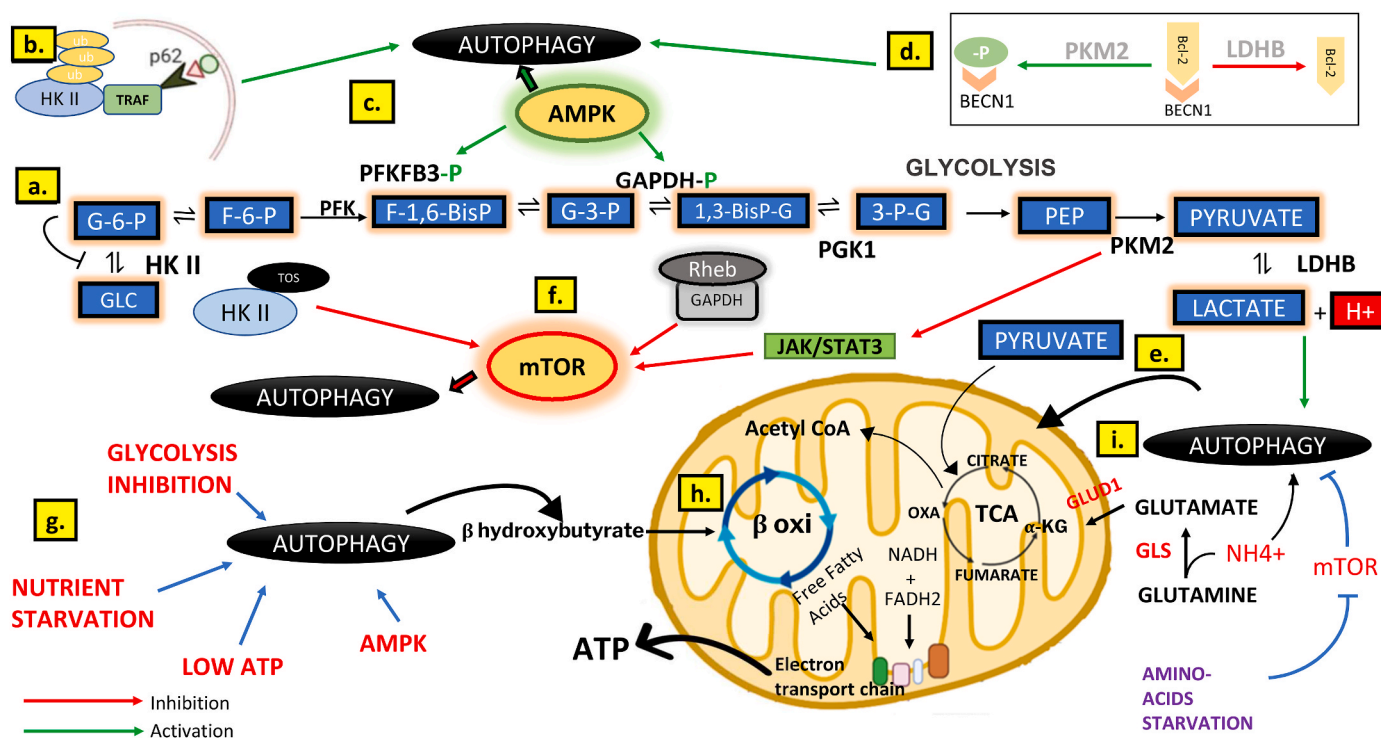 b.
ub
ub
ub
HK II
TRAF
p62
AUTOPHAGY
d.
-P
BECN1
PKM2
Bcl-2
BECN1
LDHB
Bcl-2
c.
AMPK
PFKFB3-P
GAPDH-P
GLYCOLYSIS
a.
G-6-P
F-6-P
PFK
F-1,6-BisP
G-3-P
1,3-BisP-G
3-P-G
PEP
PYRUVATE
PGK1
PKM2
HK II
GLC
LDHB
LACTATE
+
H+
TOS
HK II
f.
Rheb
GAPDH
mTOR
JAK/STAT3
PYRUVATE
e.
AUTOPHAGY
i.
AUTOPHAGY
GLYCOLYSIS
INHIBITION
g.
AUTOPHAGY
NUTRIENT
STARVATION
LOW ATP
AMPK
β hydroxybutyrate
h.
β oxi
Acetyl CoA
CITRATE
OXA
TCA
α-KG
FUMARATE
GLUD1
GLUTAMATE
GLS
NH4+
GLUTAMINE
mTOR
NADH
+
FADH2
Free Fatty
Acids
ATP
Electron
transport chain
AMINO-
ACIDS
STARVATION
Inhibition
Activation